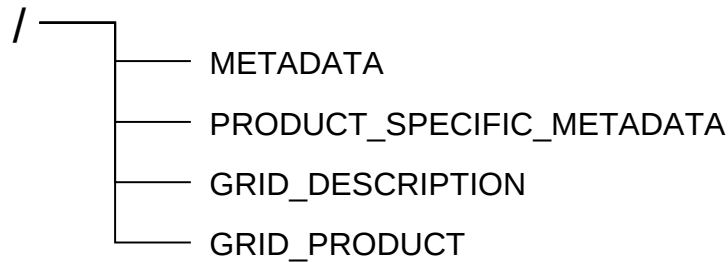 /
METADATA
PRODUCT_SPECIFIC_METADATA
GRID_DESCRIPTION
GRID_PRODUCT